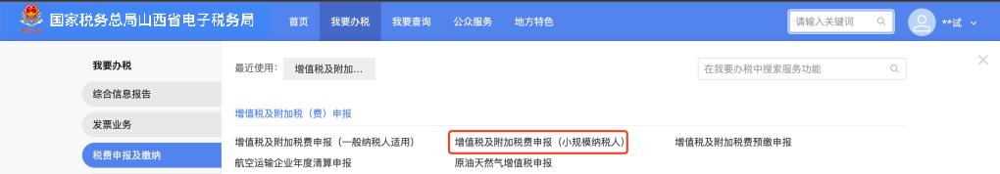 国家税务总局山西省电子税务局 首页 我要办税 我要查询 公众服务 地方特色 请输入关键词 **试
我要办税
综合信息报告
发票业务
税费申报及缴纳
最近使用： 增值税及附加... 在我要办税中搜索服务功能
增值税及附加税（费）申报
增值税及附加税费申报（一般纳税人适用） 增值税及附加税费申报（小规模纳税人） 增值税及附加税费预缴申报
航空运输企业年度清算申报 原油天然气增值税申报